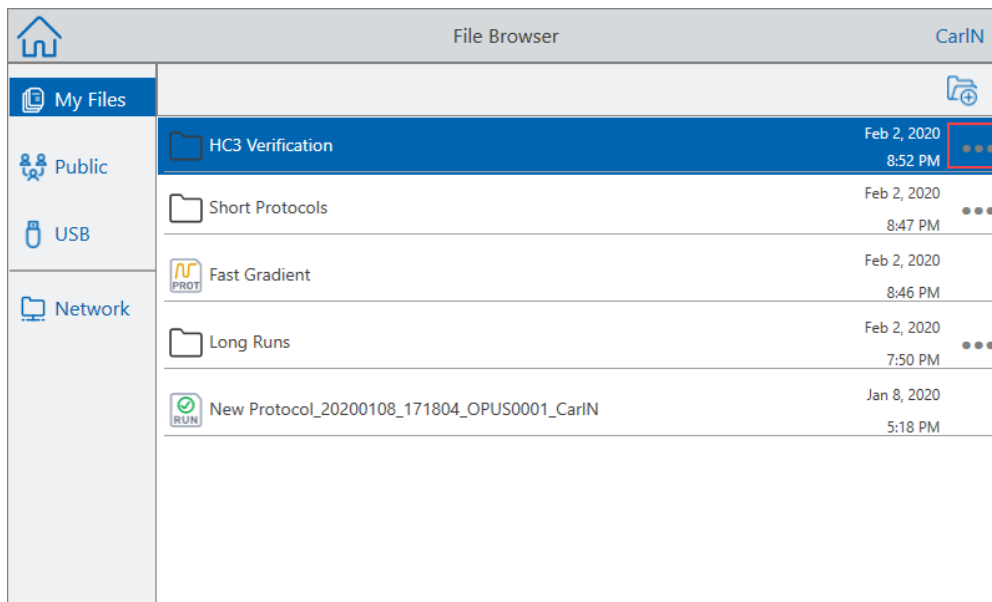 File Browser
CarlN
My Files
Public
USB
Network
HC3 Verification
Feb 2, 2020
8:52 PM
Short Protocols
Feb 2, 2020
8:47 PM
PROT
Fast Gradient
Feb 2, 2020
8:46 PM
Long Runs
Feb 2, 2020
7:50 PM
RUN
New Protocol_20200108_171804_OPUS0001_CarlN
Jan 8, 2020
5:18 PM